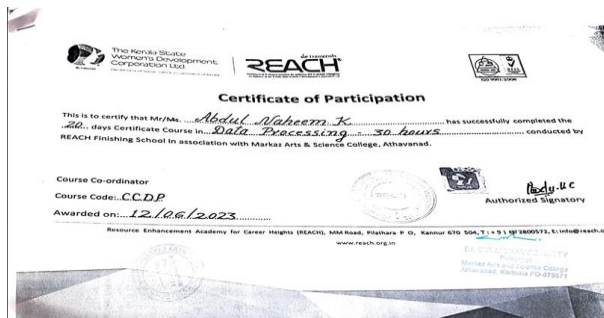 The Kerala State
Women's Development
Corporation Ltd.
REACH
ISO 9001:2008
Certificate of Participation
This is to certify that Mr/Ms. Abdul Naheem K has successfully completed the
20 days Certificate Course in Data Processing - 30 hours conducted by
REACH Finishing School in association with Markaz Arts & Science College, Athavanad.
Course Co-ordinator
Course Code: CCDP
Authorized Signatory
Awarded on: 12/06/2023
Resource Enhancement Academy for Career Heights (REACH), MM Road, Pilathara P O, Kannur 670 504,
www.reach.org.in
Principal
Markaz Arts and Science College